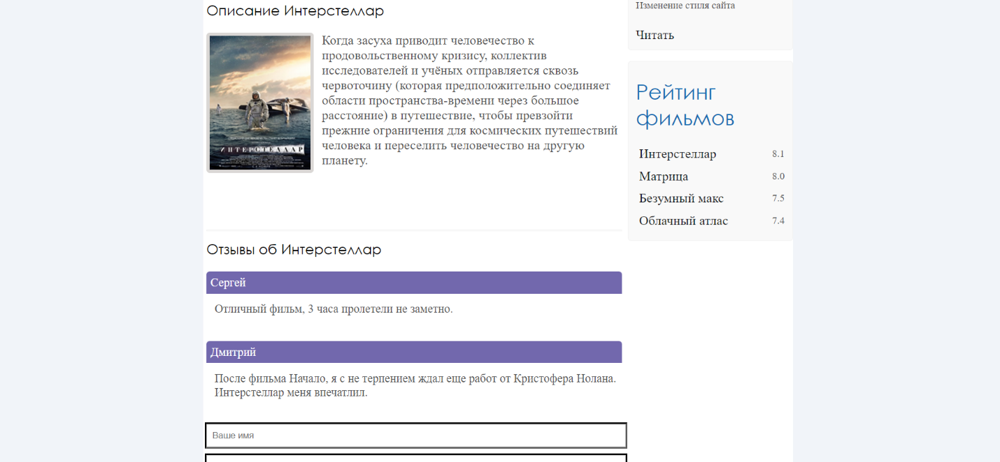 Описание Интерстеллар
Когда засуха приводит человечество к
продовольственному кризису, коллектив
исследователей и учёных отправляется сквозь
червоточину (которая предположительно соединяет
области пространства-времени через большое
расстояние) в путешествие, чтобы превзойти
прежние ограничения для космических путешествий
человека и переселить человечество на другую
планету.
ИНТЕРСТЕЛЛАР
Отзывы об Интерстеллар
Сергей
Отличный фильм, 3 часа пролетели не заметно.
Дмитрий
После фильма Начало, я с не терпением ждал еще работ от Кристофера Нолана.
Интерстеллар меня впечатлил.
Ваше имя
Изменение стиля сайта
Читать
Рейтинг
фильмов
Интерстеллар 8.1
Матрица 8.0
Безумный макс 7.5
Облачный атлас 7.4